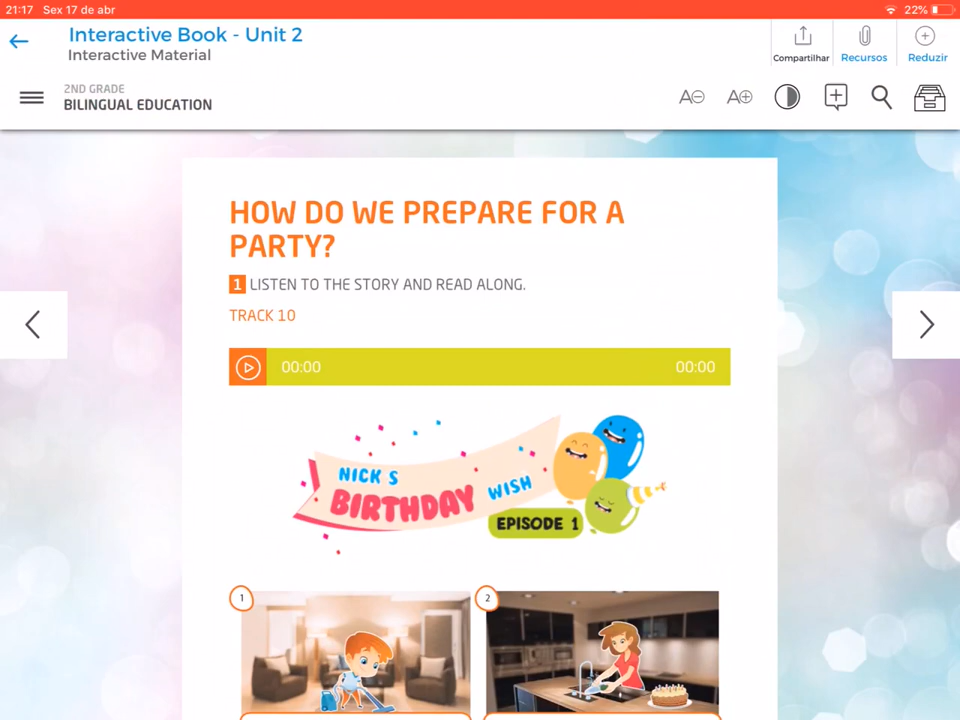 21:17 Sex 17 de abr 22%
Interactive Book - Unit 2
Interactive Material
Compartilhar Recursos Reduzir
2ND GRADE
BILINGUAL EDUCATION
A A
HOW DO WE PREPARE FOR A
PARTY?
1 LISTEN TO THE STORY AND READ ALONG.
TRACK 10
00:00 00:00
NICK S
BIRTHDAY WISH
EPISODE 1
1 2